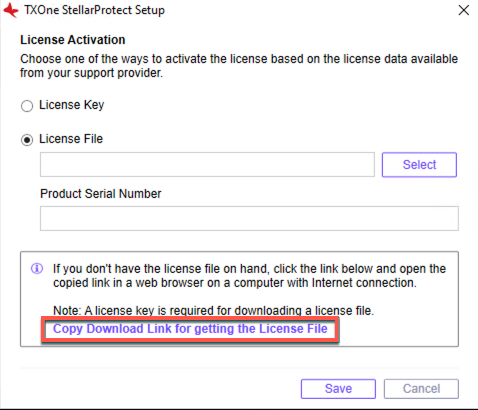 TXOne StellarProtect Setup
License Activation
Choose one of the ways to activate the license based on the license data available
from your support provider.
License Key
License File
Select
Product Serial Number
If you don't have the license file on hand, click the link below and open the
copied link in a web browser on a computer with Internet connection.
Note: A license key is required for downloading a license file.
Copy Download Link for getting the License File
Save
Cancel